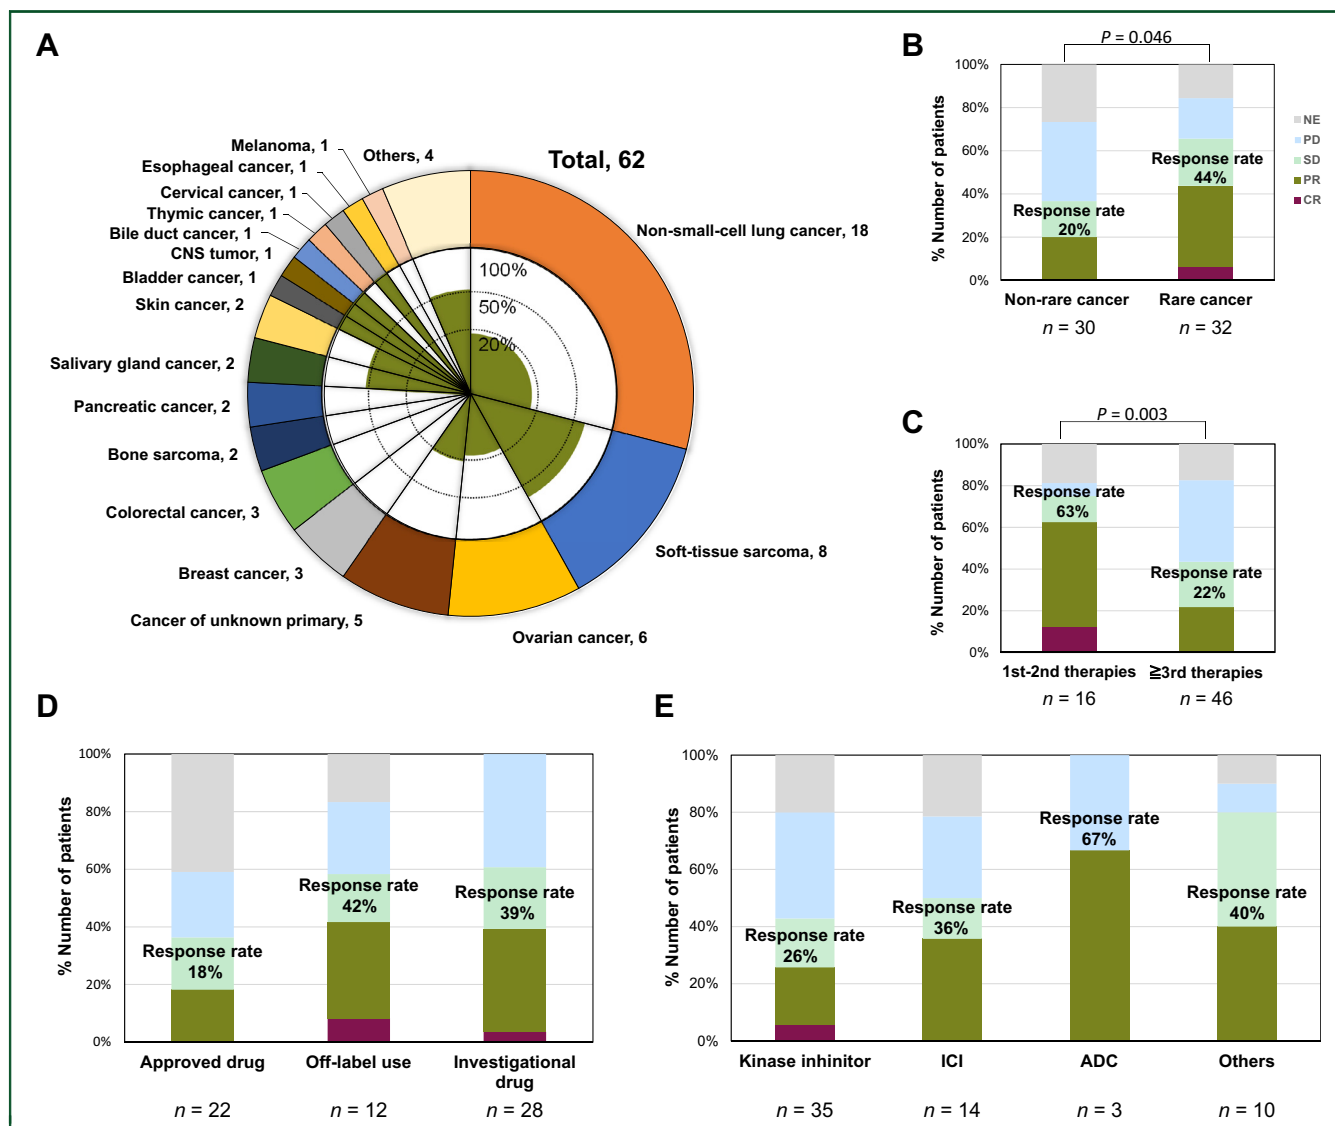 A
Total, 62
Melanoma, 1
Others, 4
Esophageal cancer, 1
Cervical cancer, 1
Thymic cancer, 1
Bile duct cancer, 1
CNS tumor, 1
Bladder cancer, 1
Skin cancer, 2
Salivary gland cancer, 2
Pancreatic cancer, 2
Bone sarcoma, 2
Colorectal cancer, 3
Breast cancer, 3
Cancer of unknown primary, 5
Ovarian cancer, 6
Soft-tissue sarcoma, 8
Non-small-cell lung cancer, 18
100%
50%
20%
B
P = 0.046
% Number of patients
100%
80%
60%
40%
20%
0%
Response rate
20%
Response rate
44%
Non-rare cancer
Rare cancer
n = 30
n = 32
NE
PD
SD
PR
CR
C
P = 0.003
% Number of patients
100%
80%
60%
40%
20%
0%
Response rate
63%
Response rate
22%
1st-2nd therapies
≧3rd therapies
n = 16
n = 46
D
% Number of patients
100%
80%
60%
40%
20%
0%
Response rate
18%
Response rate
42%
Response rate
39%
Approved drug
Off-label use
Investigational
drug
n = 22
n = 12
n = 28
E
% Number of patients
100%
80%
60%
40%
20%
0%
Response rate
26%
Response rate
36%
Response rate
67%
Response rate
40%
Kinase inhinitor
ICI
ADC
Others
n = 35
n = 14
n = 3
n = 10